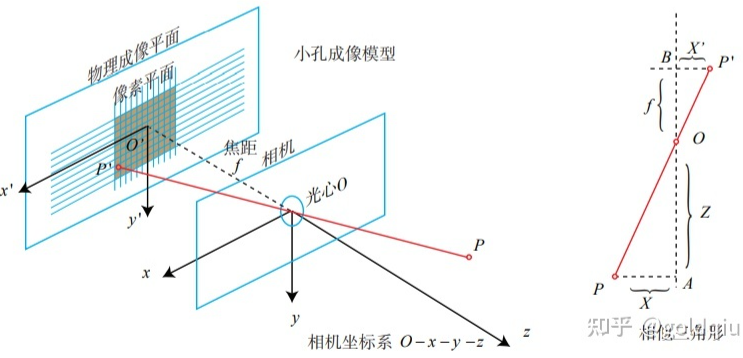 小孔成像模型
物理成像平面
像素平面
O'
P'
x'
y'
焦距
f
相机
光心O
P
x
y
z
相机坐标系 O-x-y-z
B
X'
P'
f
O
Z
P
X
A
相似三角形
知乎 @goldqiu